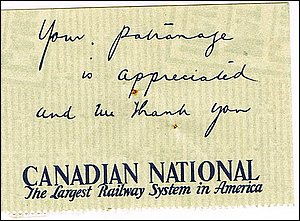 Your Patronage
is appreciated
and we Thank you
CANADIAN NATIONAL
The Largest Railway System in America